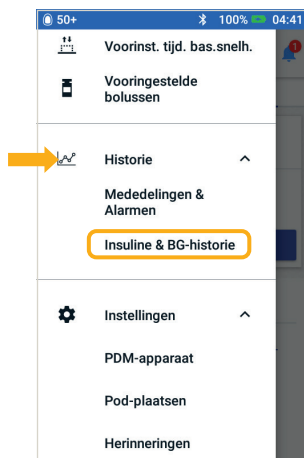 50+ 100% 04:41
Voorinst. tijd. bas.snelh.
Vooringestelde
bolussen
Historie
Mededelingen &
Alarmen
Insuline & BG-historie
Instellingen
PDM-apparaat
Pod-plaatsen
Herinneringen